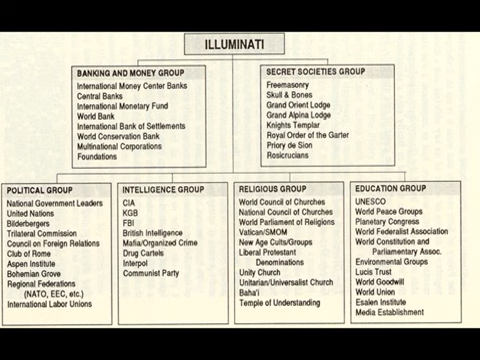 ILLUMINATI
BANKING AND MONEY GROUP
International Money Center Banks
Central Banks
International Monetary Fund
World Bank
International Bank of Settlements
World Conservation Bank
Multinational Corporations
Foundations
SECRET SOCIETIES GROUP
Freemasonry
Skull & Bones
Grand Orient Lodge
Grand Alpina Lodge
Knights Templar
Royal Order of the Garter
Priory de Sion
Rosicrucians
POLITICAL GROUP
National Government Leaders
United Nations
Bilderbergers
Trilateral Commission
Council on Foreign Relations
Club of Rome
Aspen Institute
Bohemian Grove
Regional Federations
(NATO, EEC, etc.)
International Labor Unions
INTELLIGENCE GROUP
CIA
KGB
FBI
British Intelligence
Mafia/Organized Crime
Drug Cartels
Interpol
Communist Party
RELIGIOUS GROUP
World Council of Churches
National Council of Churches
World Parliament of Religions
Vatican/SMOM
New Age Cults/Groups
Liberal Protestant
Denominations
Unity Church
Unitarian/Universalist Church
Baha'i
Temple of Understanding
EDUCATION GROUP
UNESCO
World Peace Groups
Planetary Congress
World Federalist Association
World Constitution and
Parliamentary Assoc.
Environmental Groups
Lucis Trust
World Goodwill
World Union
Esalen Institute
Media Establishment